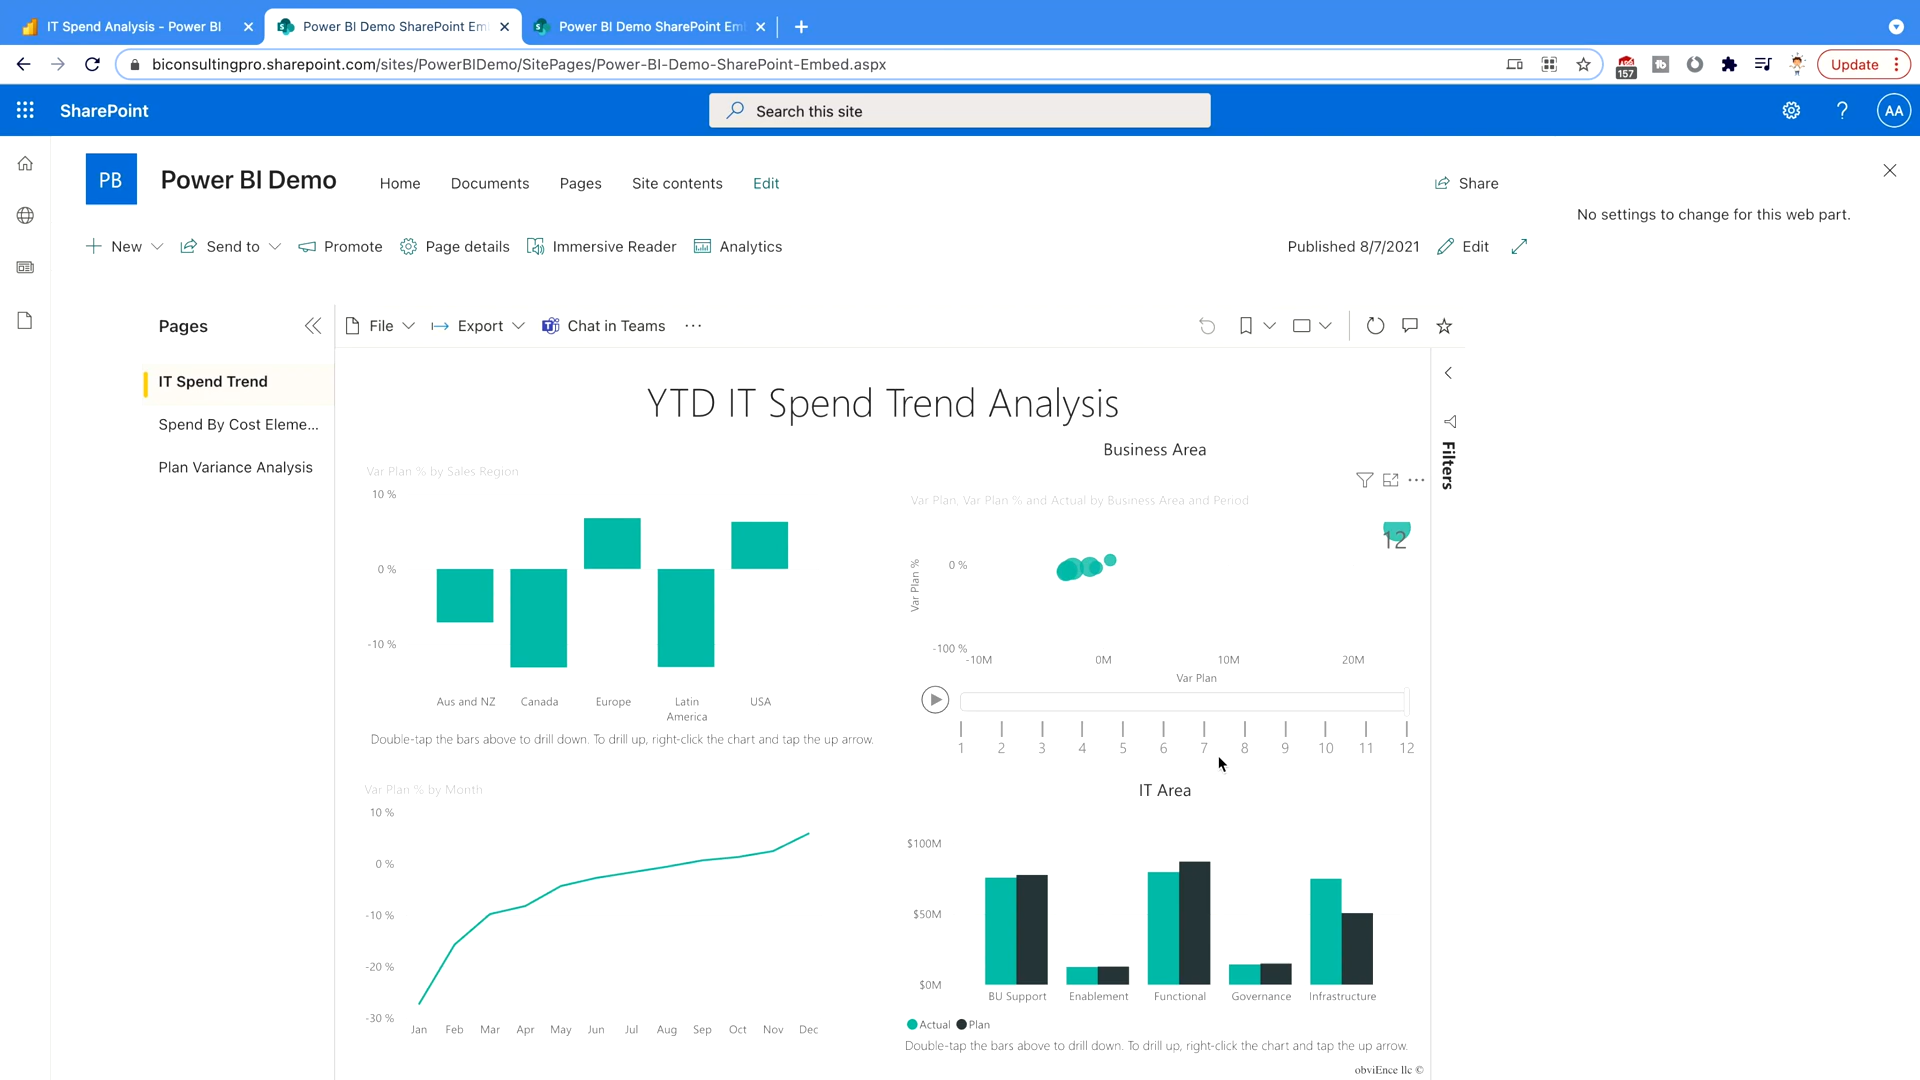 IT Spend Analysis - Power BI
Power BI Demo SharePoint Em
Power BI Demo SharePoint Em
biconsultingpro.sharepoint.com/sites/PowerBIDemo/SitePages/Power-BI-Demo-SharePoint-Embed.aspx
157
Update
SharePoint
Search this site
AA
PB
Power BI Demo
Home
Documents
Pages
Site contents
Edit
Share
No settings to change for this web part.
New
Send to
Promote
Page details
Immersive Reader
Analytics
Published 8/7/2021
Edit
Pages
File
Export
Chat in Teams
IT Spend Trend
Spend By Cost Eleme...
Plan Variance Analysis
Filters
YTD IT Spend Trend Analysis
Var Plan % by Sales Region
10 %
0 %
-10 %
Aus and NZ
Canada
Europe
Latin
America
USA
Double-tap the bars above to drill down. To drill up, right-click the chart and tap the up arrow.
Business Area
Var Plan, Var Plan % and Actual by Business Area and Period
12
Var Plan %
0 %
-100 %
-10M
0M
10M
20M
Var Plan
1 2 3 4 5 6 7 8 9 10 11 12
Var Plan % by Month
10 %
0 %
-10 %
-20 %
-30 %
Jan Feb Mar Apr May Jun Jul Aug Sep Oct Nov Dec
IT Area
$100M
$50M
$0M
BU Support
Enablement
Functional
Governance
Infrastructure
Actual Plan
Double-tap the bars above to drill down. To drill up, right-click the chart and tap the up arrow.
obviEnce llc ©